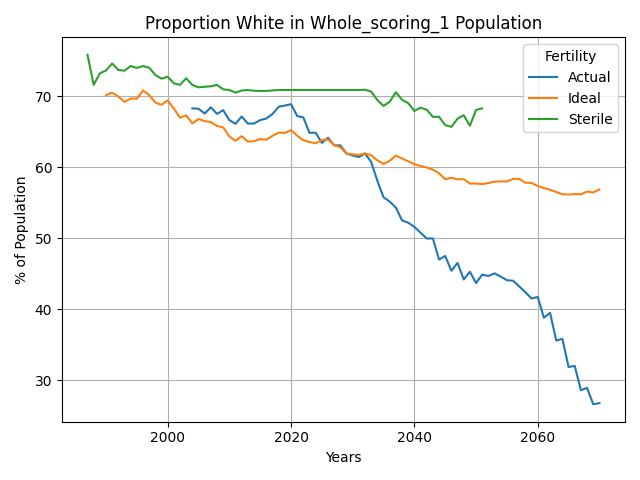 Proportion White in Whole_scoring_1 Population
Fertility
Actual
Ideal
Sterile
% of Population
70
60
50
40
30
2000
2020
2040
2060
Years